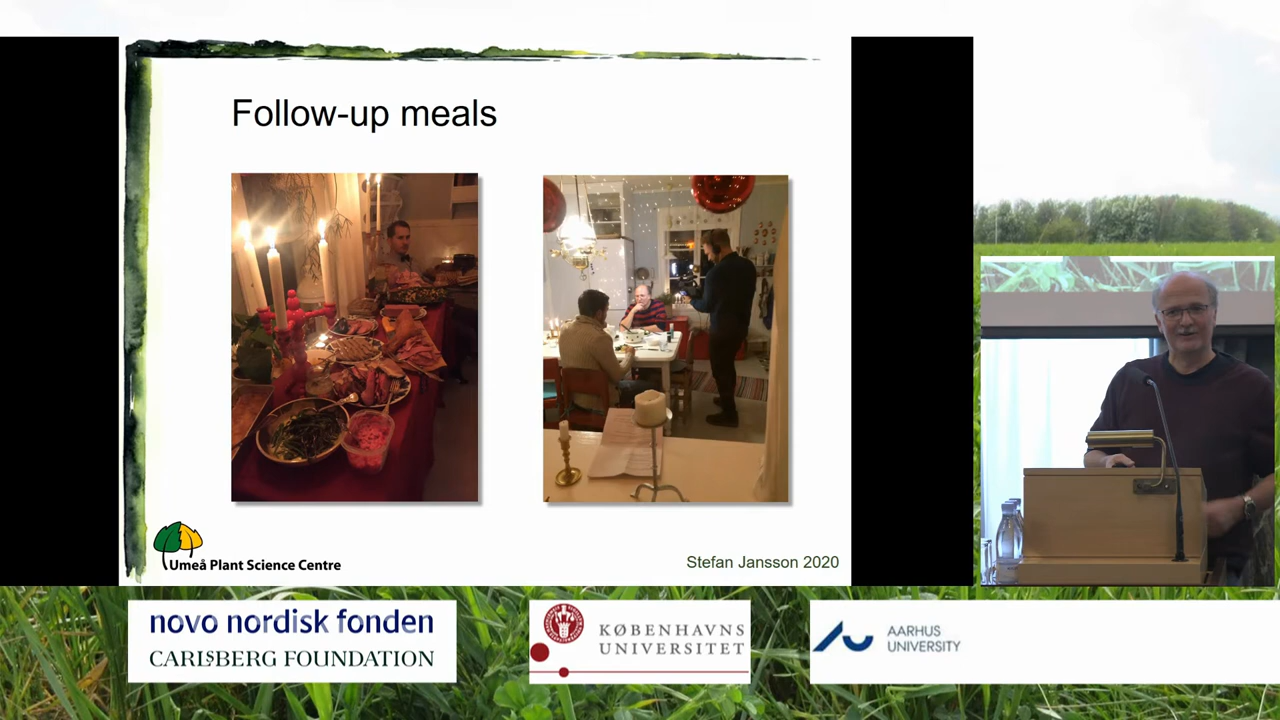 Follow-up meals
Umeå Plant Science Centre
Stefan Jansson 2020
novo nordisk fonden
CARLSBERG FOUNDATION
KØBENHAVNS
UNIVERSITET
AARHUS
UNIVERSITY